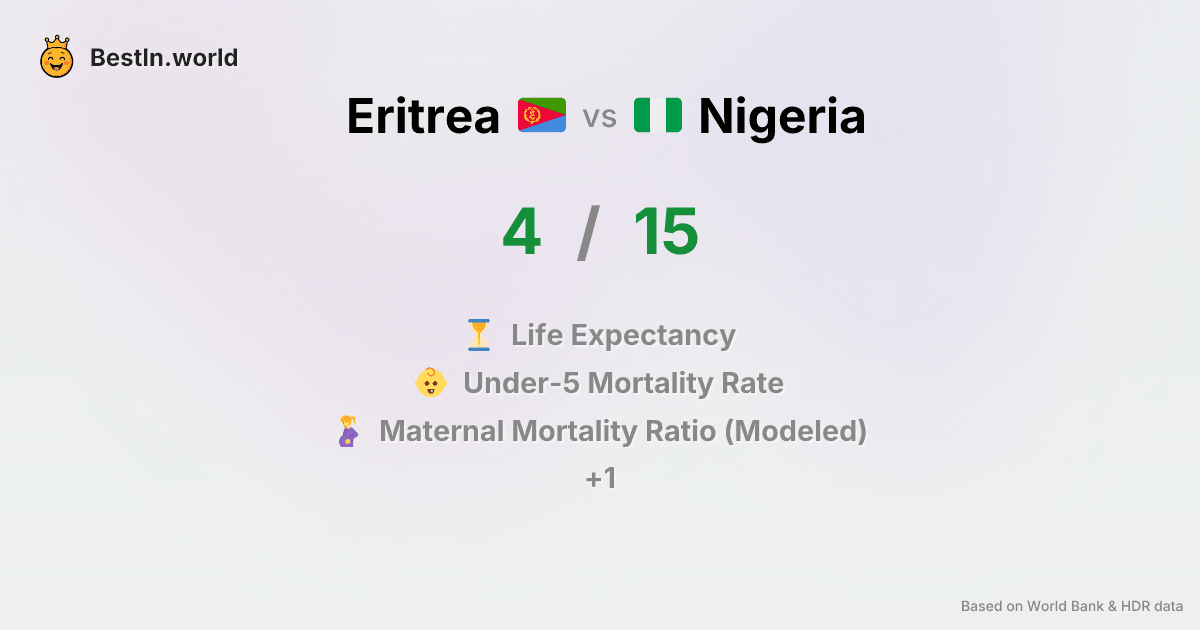 BestIn.world
Eritrea vs Nigeria
4 / 15
Life Expectancy
Under-5 Mortality Rate
Maternal Mortality Ratio (Modeled)
+1
Based on World Bank & HDR data